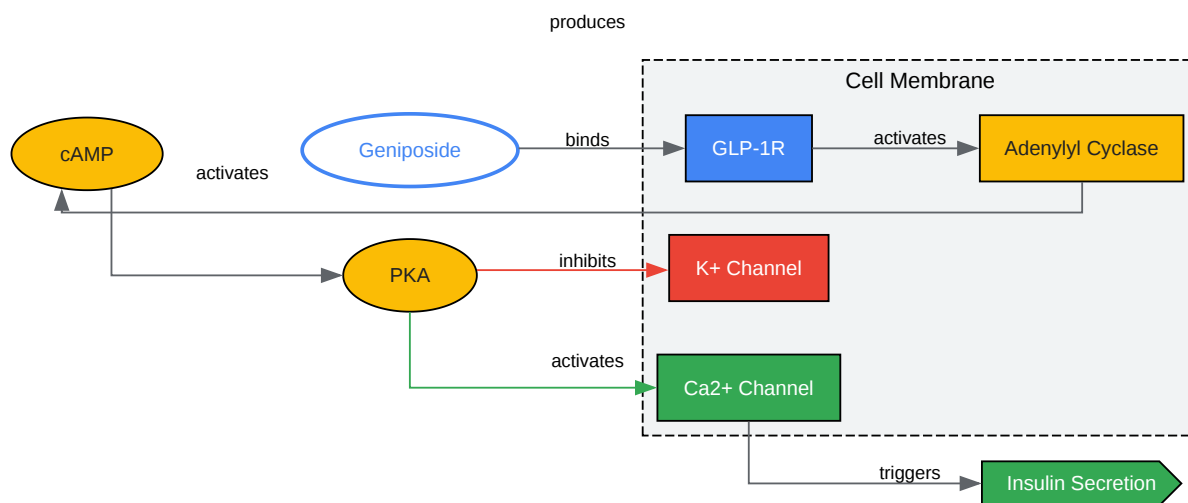 produces
Cell Membrane
cAMP
Geniposide
binds
GLP-1R
activates
Adenylyl Cyclase
activates
PKA
inhibits
K+ Channel
activates
Ca2+ Channel
triggers
Insulin Secretion